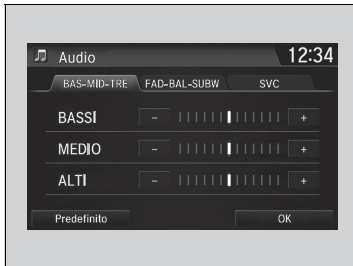 Audio 12:34
BAS-MID-TRE FAD-BAL-SUBW SVC
BASSI - +
MEDIO - +
ALTI - +
Predefinito OK